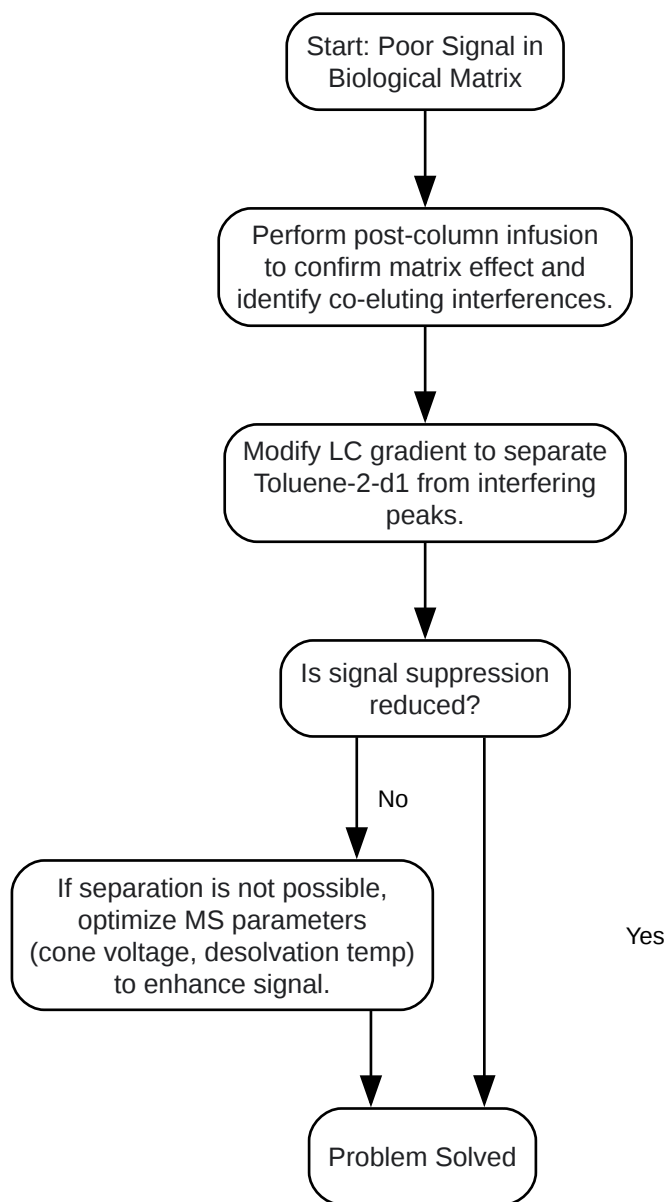 Start: Poor Signal in
Biological Matrix
Perform post-column infusion
to confirm matrix effect and
identify co-eluting interferences.
Modify LC gradient to separate
Toluene-2-d1 from interfering
peaks.
Is signal suppression
reduced?
No
If separation is not possible,
optimize MS parameters
(cone voltage, desolvation temp)
to enhance signal.
Yes
Problem Solved